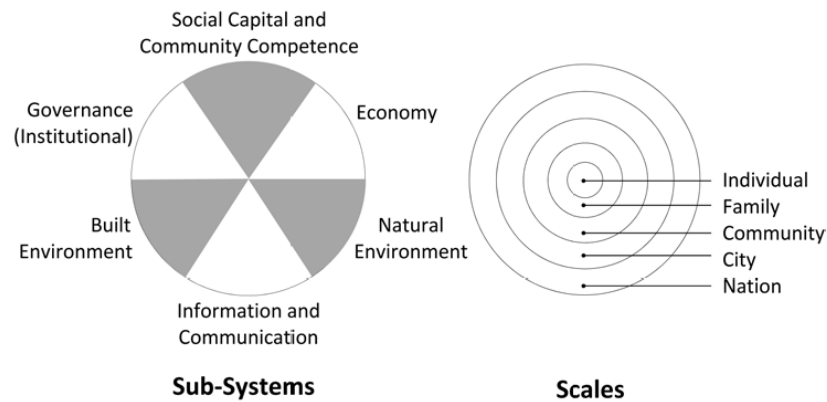 Social Capital and
Community Competence
Governance
(Institutional)
Economy
Built
Environment
Natural
Environment
Information and
Communication
Sub-Systems
Individual
Family
Community
City
Nation
Scales